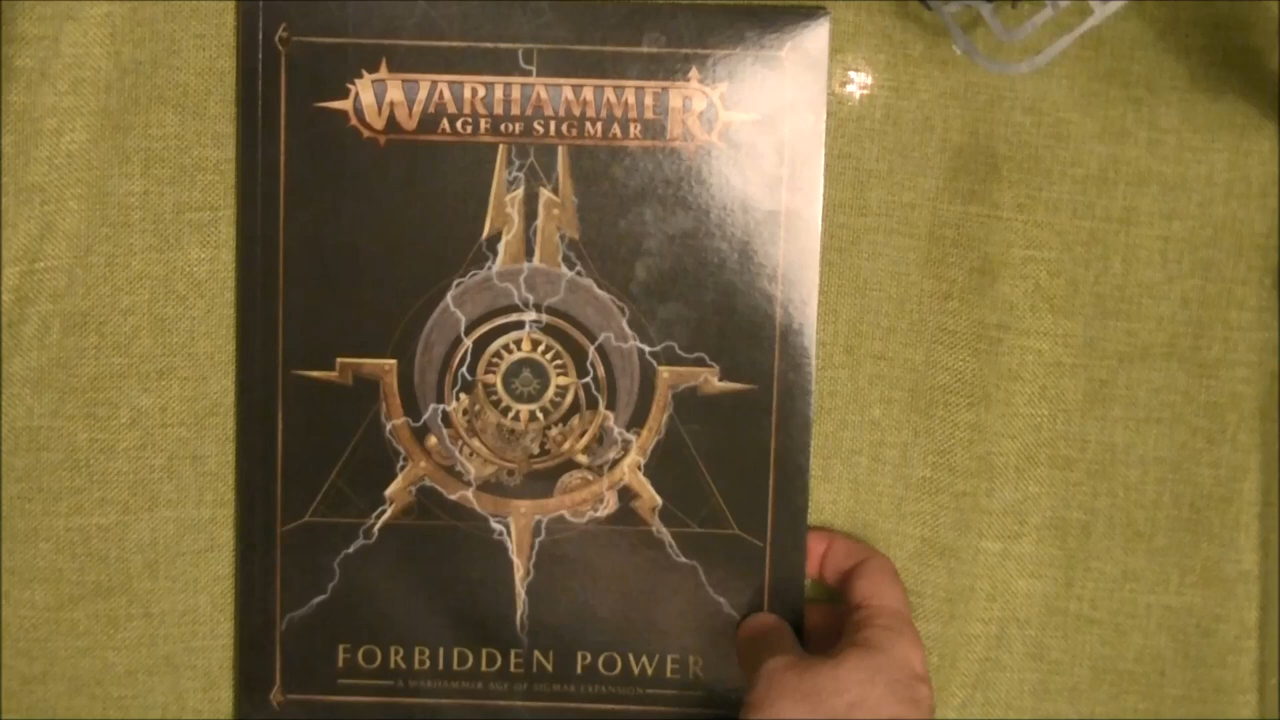 WARHAMMER
AGE OF SIGMAR
FORBIDDEN POWER
A WARHAMMER AGE OF SIGMAR EXPANSION